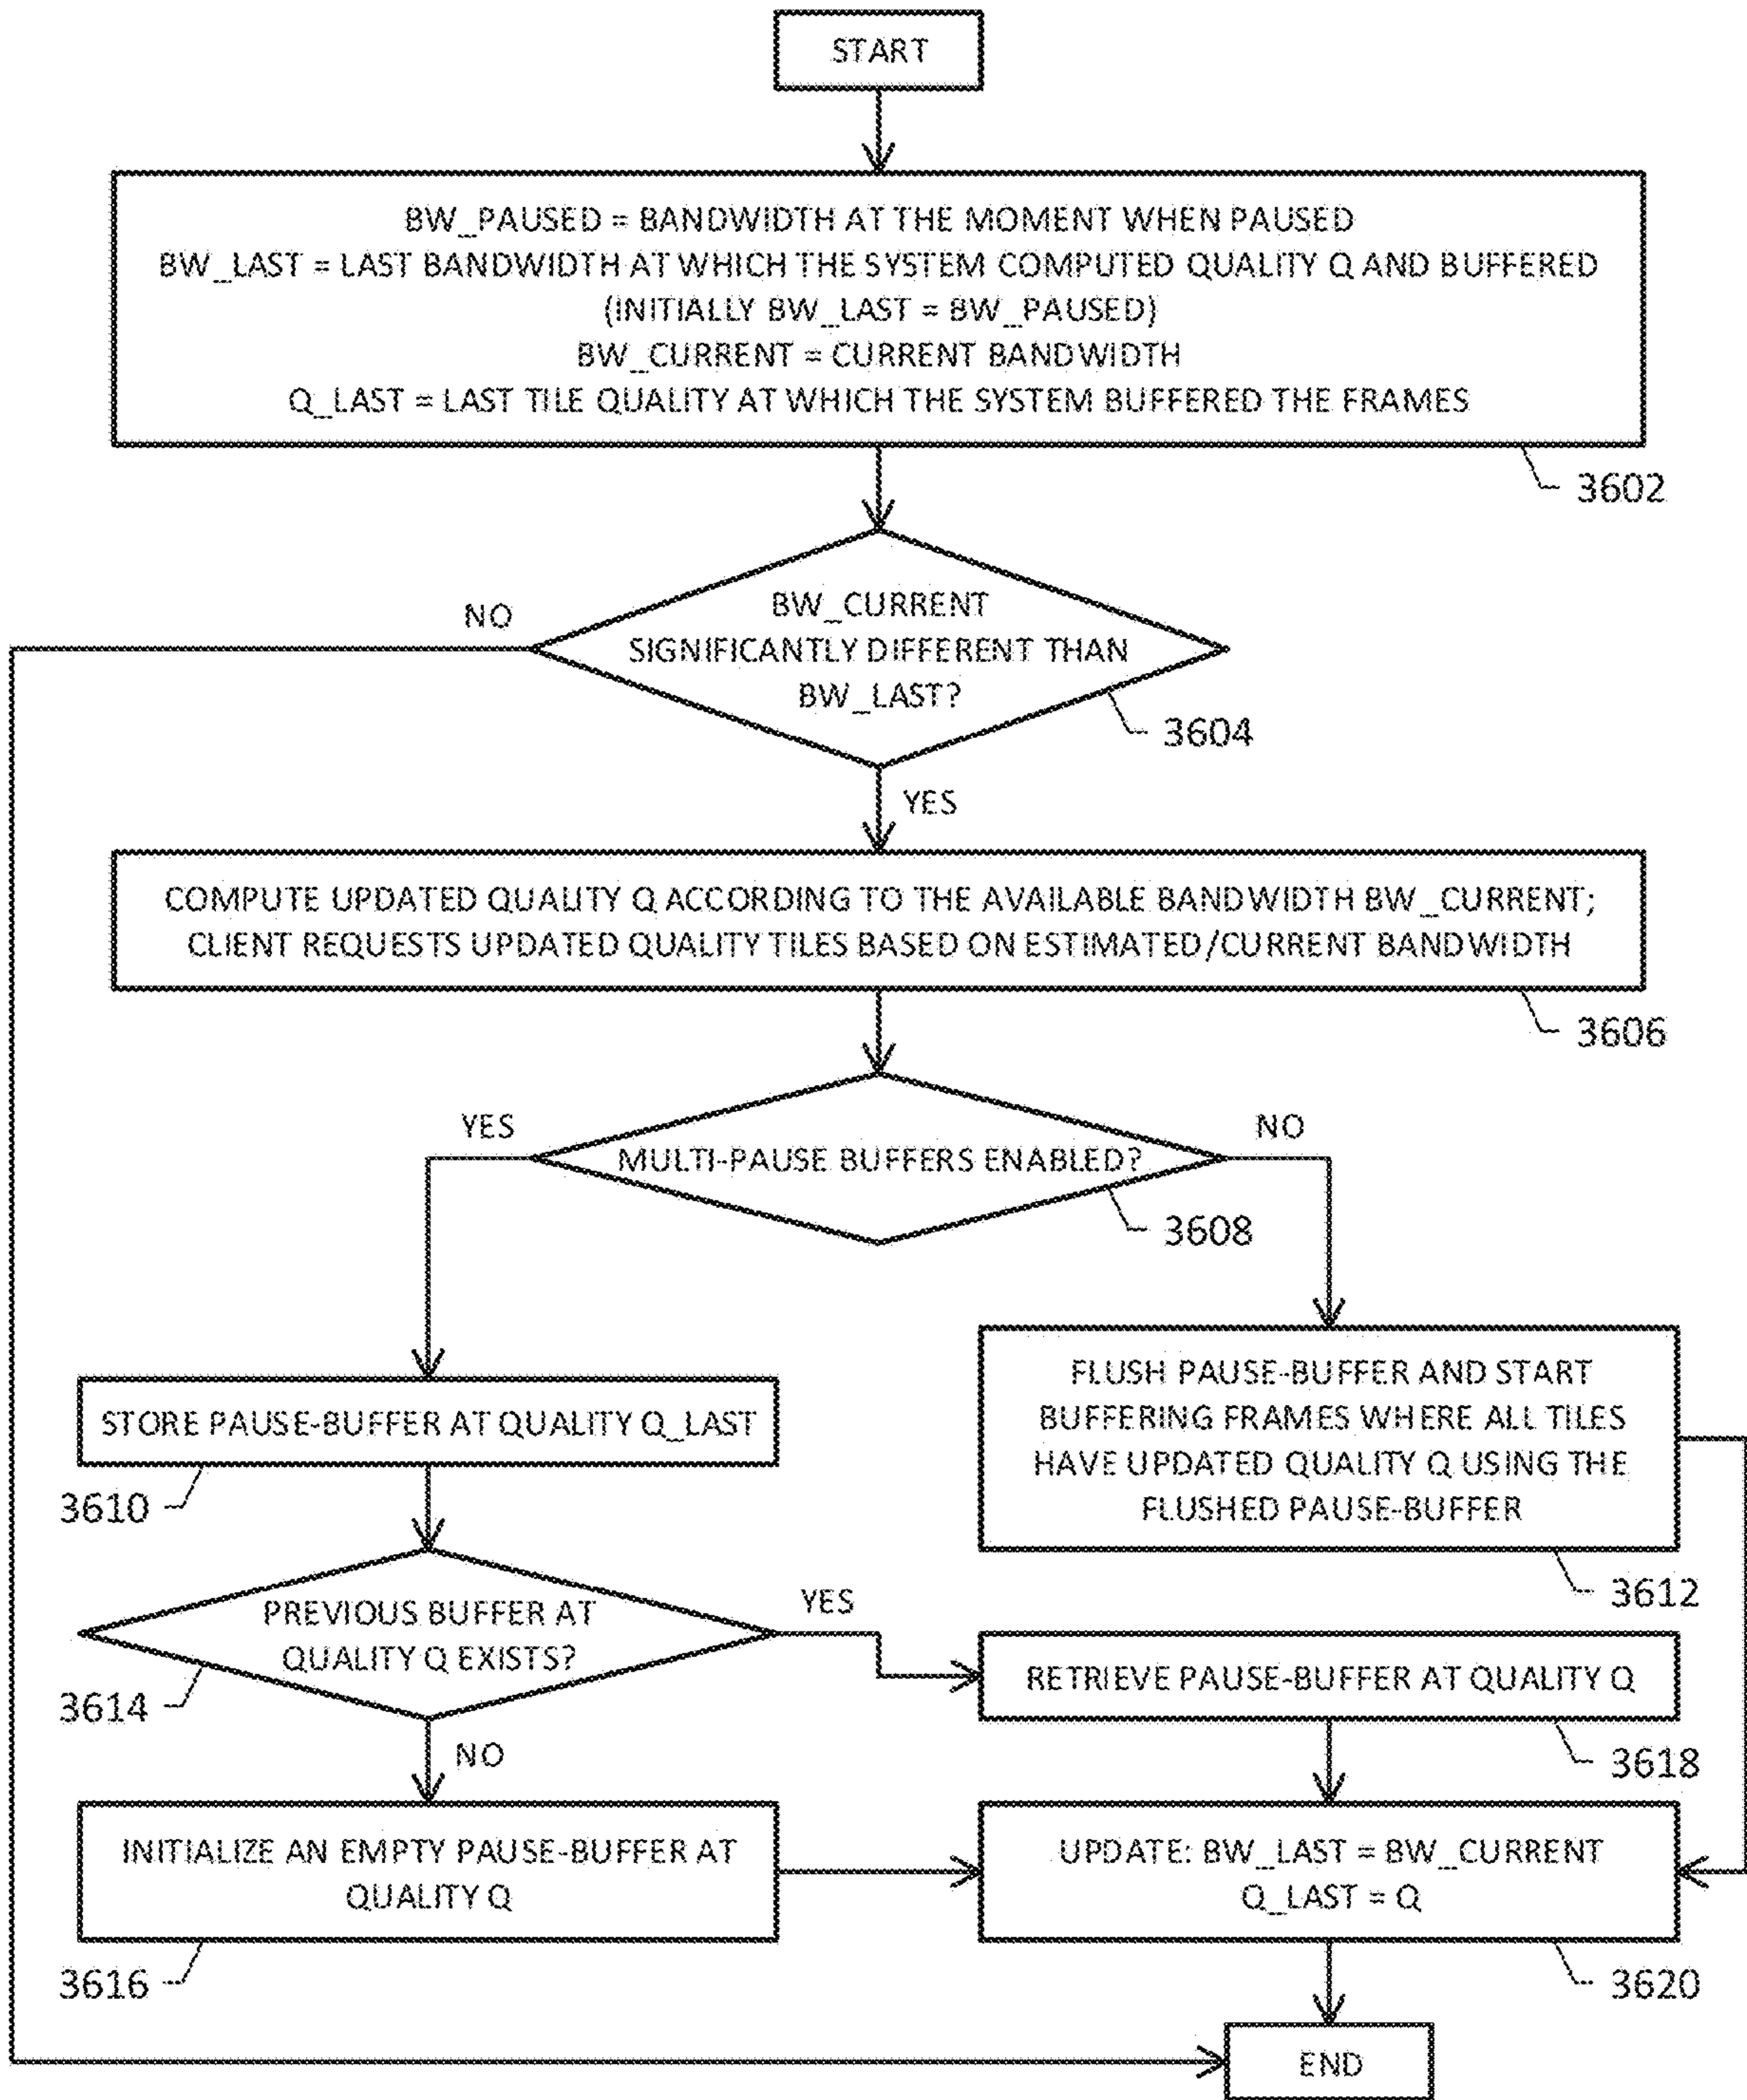 START
BW_PAUSED = BANDWIDTH AT THE MOMENT WHEN PAUSED
BW_LAST = LAST BANDWIDTH AT WHICH THE SYSTEM COMPUTED QUALITY Q AND BUFFERED
(INITIALLY BW_LAST = BW_PAUSED)
BW_CURRENT = CURRENT BANDWIDTH
Q_LAST = LAST TILE QUALITY AT WHICH THE SYSTEM BUFFERED THE FRAMES
3602
NO
BW_CURRENT
SIGNIFICANTLY DIFFERENT THAN
BW_LAST?
3604
YES
COMPUTE UPDATED QUALITY Q ACCORDING TO THE AVAILABLE BANDWIDTH BW_CURRENT;
CLIENT REQUESTS UPDATED QUALITY TILES BASED ON ESTIMATED/CURRENT BANDWIDTH
3606
YES
NO
MULTI-PAUSE BUFFERS ENABLED?
3608
STORE PAUSE-BUFFER AT QUALITY Q_LAST
3610
FLUSH PAUSE-BUFFER AND START
BUFFERING FRAMES WHERE ALL TILES
HAVE UPDATED QUALITY Q USING THE
FLUSHED PAUSE-BUFFER
3612
PREVIOUS BUFFER AT
QUALITY Q EXISTS?
3614
YES
NO
RETRIEVE PAUSE-BUFFER AT QUALITY Q
3618
INITIALIZE AN EMPTY PAUSE-BUFFER AT
QUALITY Q
3616
UPDATE: BW_LAST = BW_CURRENT
Q_LAST = Q
3620
END